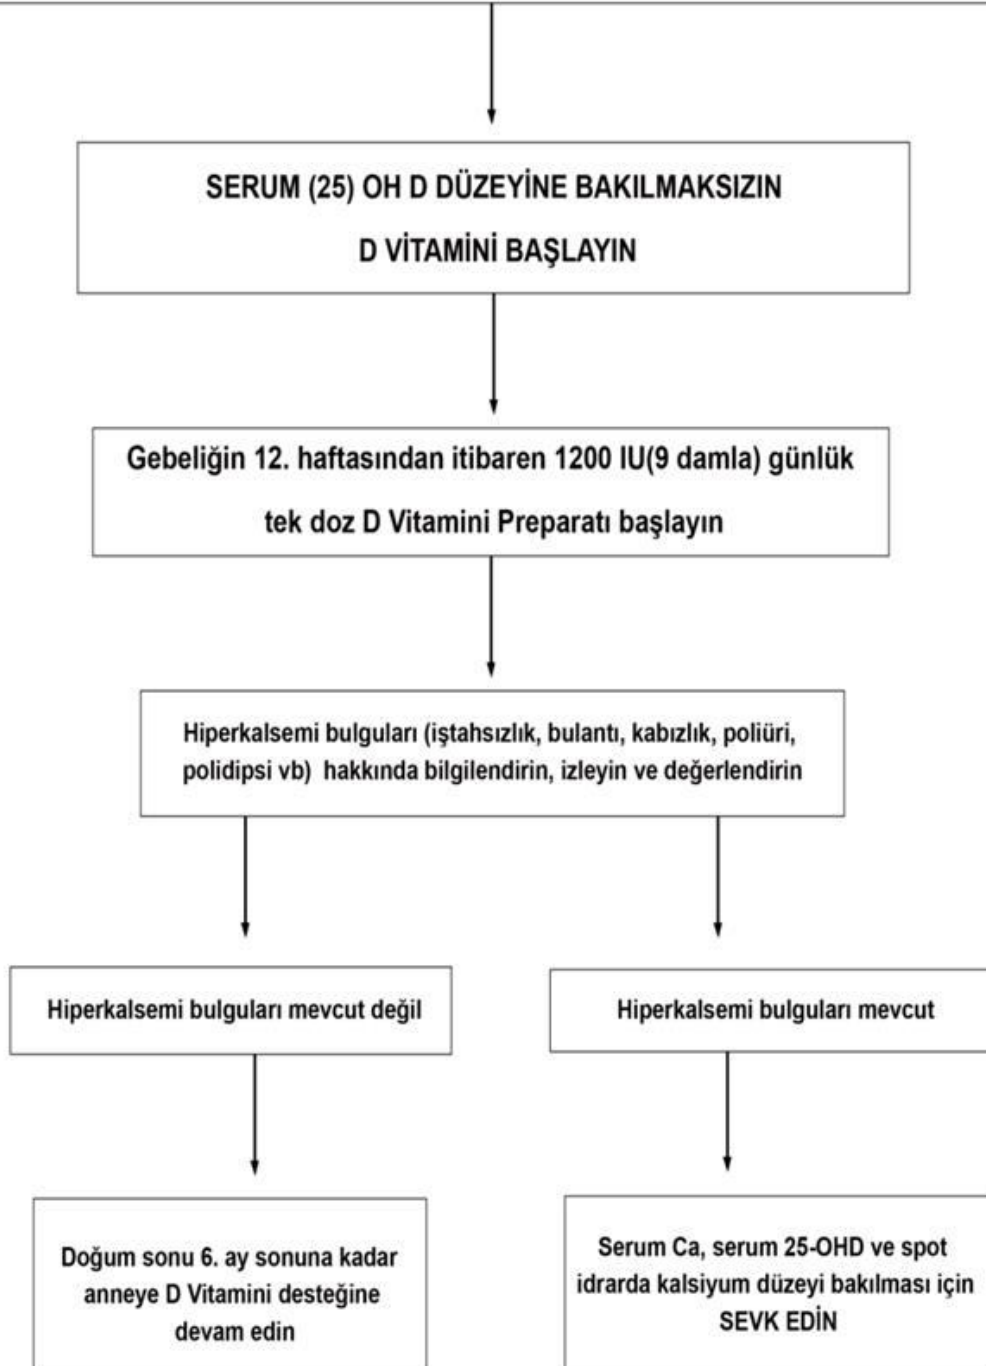 SERUM (25) OH D DÜZEYİNE BAKILMAKSIZIN
D VİTAMİNİ BAŞLAYIN
Gebeliğin 12. haftasından itibaren 1200 IU(9 damla) günlük
tek doz D Vitamini Preparatı başlayın
Hiperkalsemi bulguları (iştahsızlık, bulantı, kabızlık, poliüri,
polidipsi vb) hakkında bilgilendirin, izleyin ve değerlendirin
Hiperkalsemi bulguları mevcut değil
Hiperkalsemi bulguları mevcut
Doğum sonu 6. ay sonuna kadar
anneye D Vitamini desteğine
devam edin
Serum Ca, serum 25-OHD ve spot
idrarda kalsiyum düzeyi bakılması için
SEVK EDİN